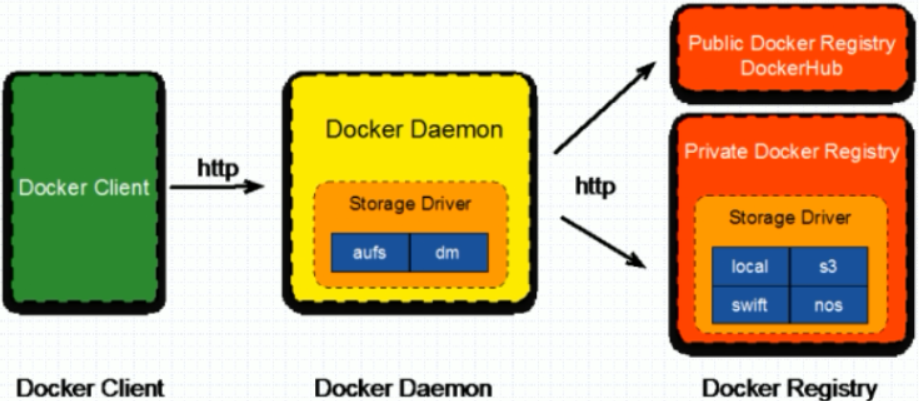 Docker Client
http
Docker Daemon
Storage Driver
aufs
dm
http
Public Docker Registry
DockerHub
Private Docker Registry
Storage Driver
local
s3
swift
nos
Docker Client
Docker Daemon
Docker Registry